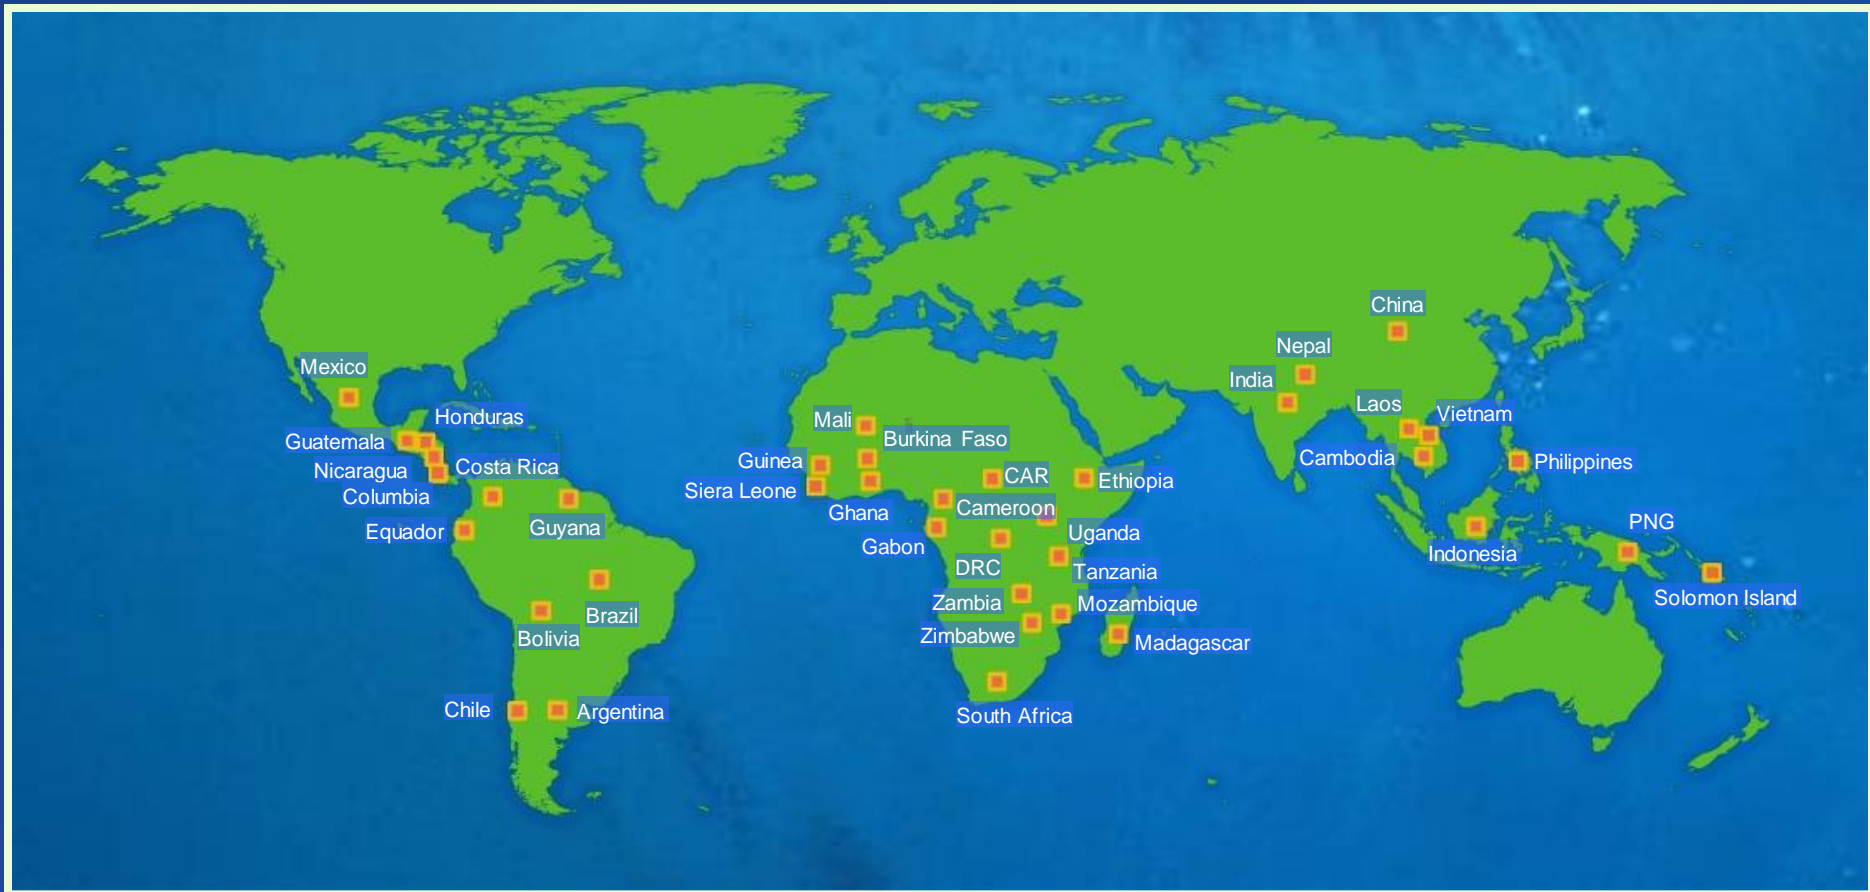 China
Nepal
Mexico
India
Laos
Vietnam
Honduras
Mali
Guatemala
Burkina Faso
Cambodia
Guinea
Philippines
Costa Rica
Nicaragua
CAR
Ethiopia
Siera Leone
Columbia
Cameroon
Ghana
PNG
Guyana
Equador
Uganda
Gabon
Indonesia
DRC
Tanzania
Solomon Island
Zambia
Mozambique
Brazil
Zimbabwe
Bolivia
Madagascar
Chile
Argentina
South Africa